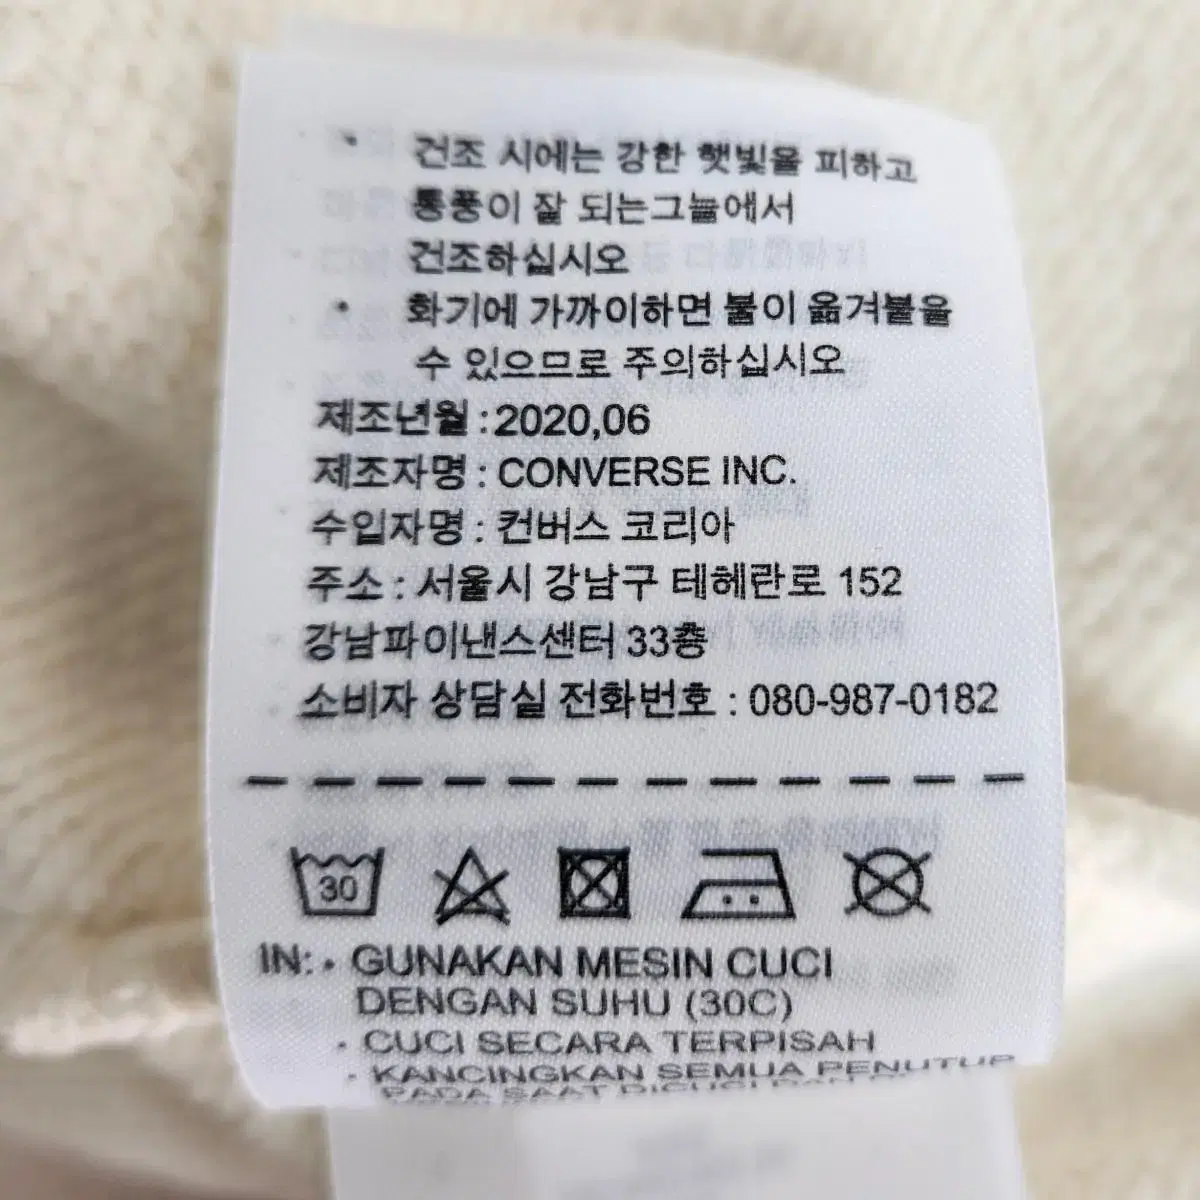 • 건조 시에는 강한 햇빛을 피하고
통풍이 잘 되는그늘에서
건조하십시오
• 화기에 가까이하면 불이 옮겨붙을
수 있으므로 주의하십시오
제조년월 : 2020,06
제조자명 : CONVERSE INC.
수입자명 : 컨버스 코리아
주소 : 서울시 강남구 테헤란로 152
강남파이낸스센터 33층
소비자 상담실 전화번호 : 080-987-0182
30
IN: • GUNAKAN MESIN CUCI
DENGAN SUHU (30C)
• CUCI SECARA TERPISAH
• KANCINGKAN SEMUA PENUTUP
PADA SAAT DICUCI DAN